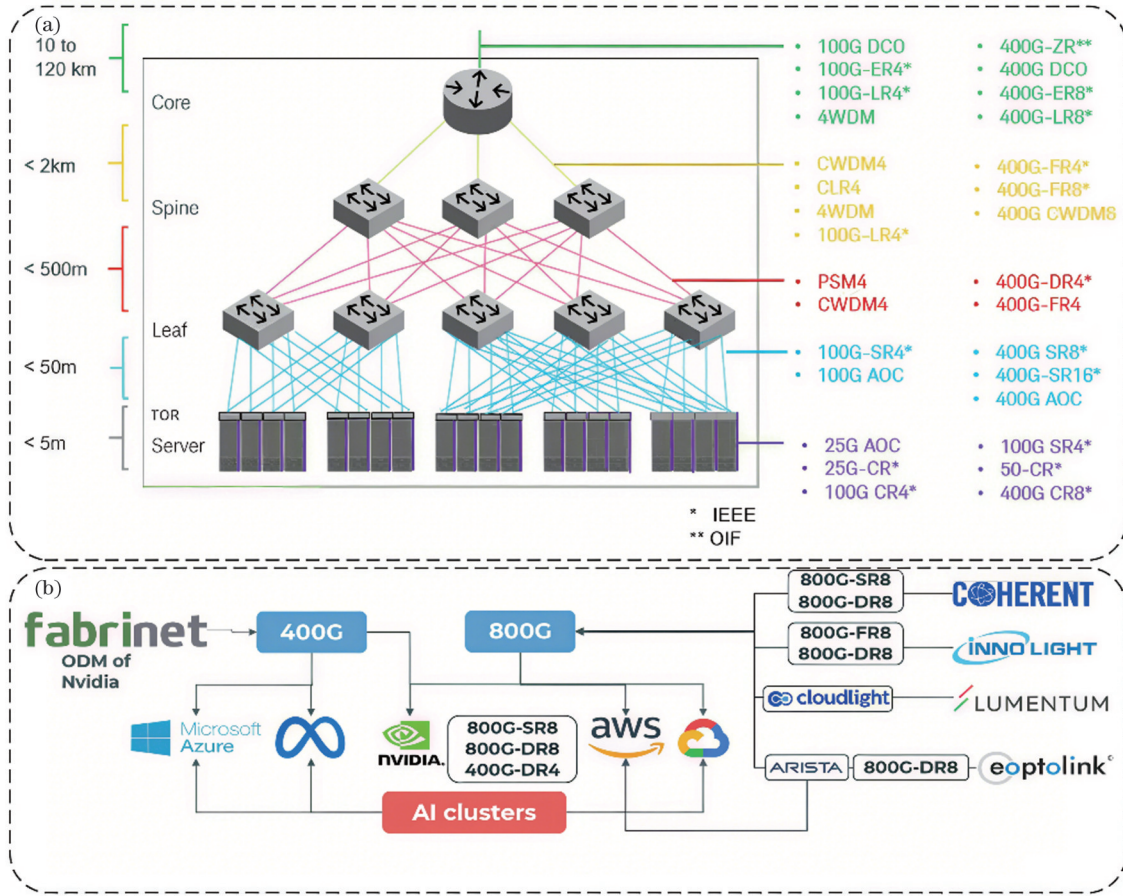 (a)
10 to
120 km
Core
• 100G DCO
• 100G-ER4*
• 100G-LR4*
• 4WDM
• 400G-ZR**
• 400G DCO
• 400G-ER8*
• 400G-LR8*
< 2km
Spine
CWDM4
CLR4
4WDM
100G-LR4*
• 400G-FR4*
• 400G-FR8*
• 400G CWDM8
< 500m
Leaf
• PSM4
• CWDM4
• 400G-DR4*
• 400G-FR4
< 50m
• 100G-SR4*
• 100G AOC
• 400G SR8*
• 400G-SR16*
• 400G AOC
TOR
< 5m
Server
• 25G AOC
• 25G-CR*
• 100G CR4*
• 100G SR4*
• 50-CR*
• 400G CR8*
* IEEE
** OIF
(b)
fabrinet
ODM of
Nvidia
400G
800G
800G-SR8
800G-DR8
COHERENT
800G-FR8
800G-DR8
INNOLIGHT
cloudlight
LUMENTUM
ARISTA
800G-DR8
eoptolink
Microsoft
Azure
NVIDIA.
800G-SR8
800G-DR8
400G-DR4
aws
AI clusters